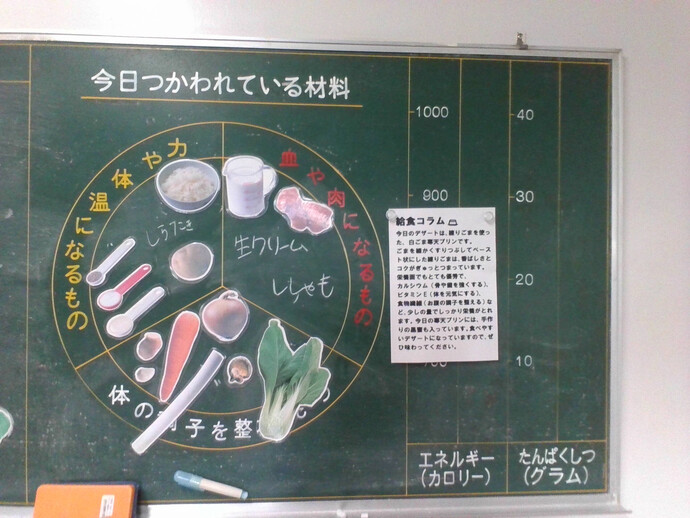 今日つかわれている材料
力や体温になるもの
血や肉になるもの
しらたき
生クリーム
ししゃも
体の
子を整
給食コラム
今日のデザートは、練りごまを使っ
た、白ごま寒天プリンです。
ごまを細かくすりつぶしてペースト
状にした練りごまは、香ばしさと
コクがぎゅっとつまっています。
栄養面でもとても優秀で、
カルシウム（骨や歯を強くする）、
ビタミンE（体を元気にする）、
食物繊維（お腹の調子を整える）な
ど、少しの量でしっかり栄養がとれ
ます。今日の寒天プリンには、手作
りの黒蜜も入っています。食べやす
いデザートになっていますので、ぜ
ひ味わってください。
1000
900
40
30
20
10
エネルギー
（カロリー）
たんぱくしつ
（グラム）